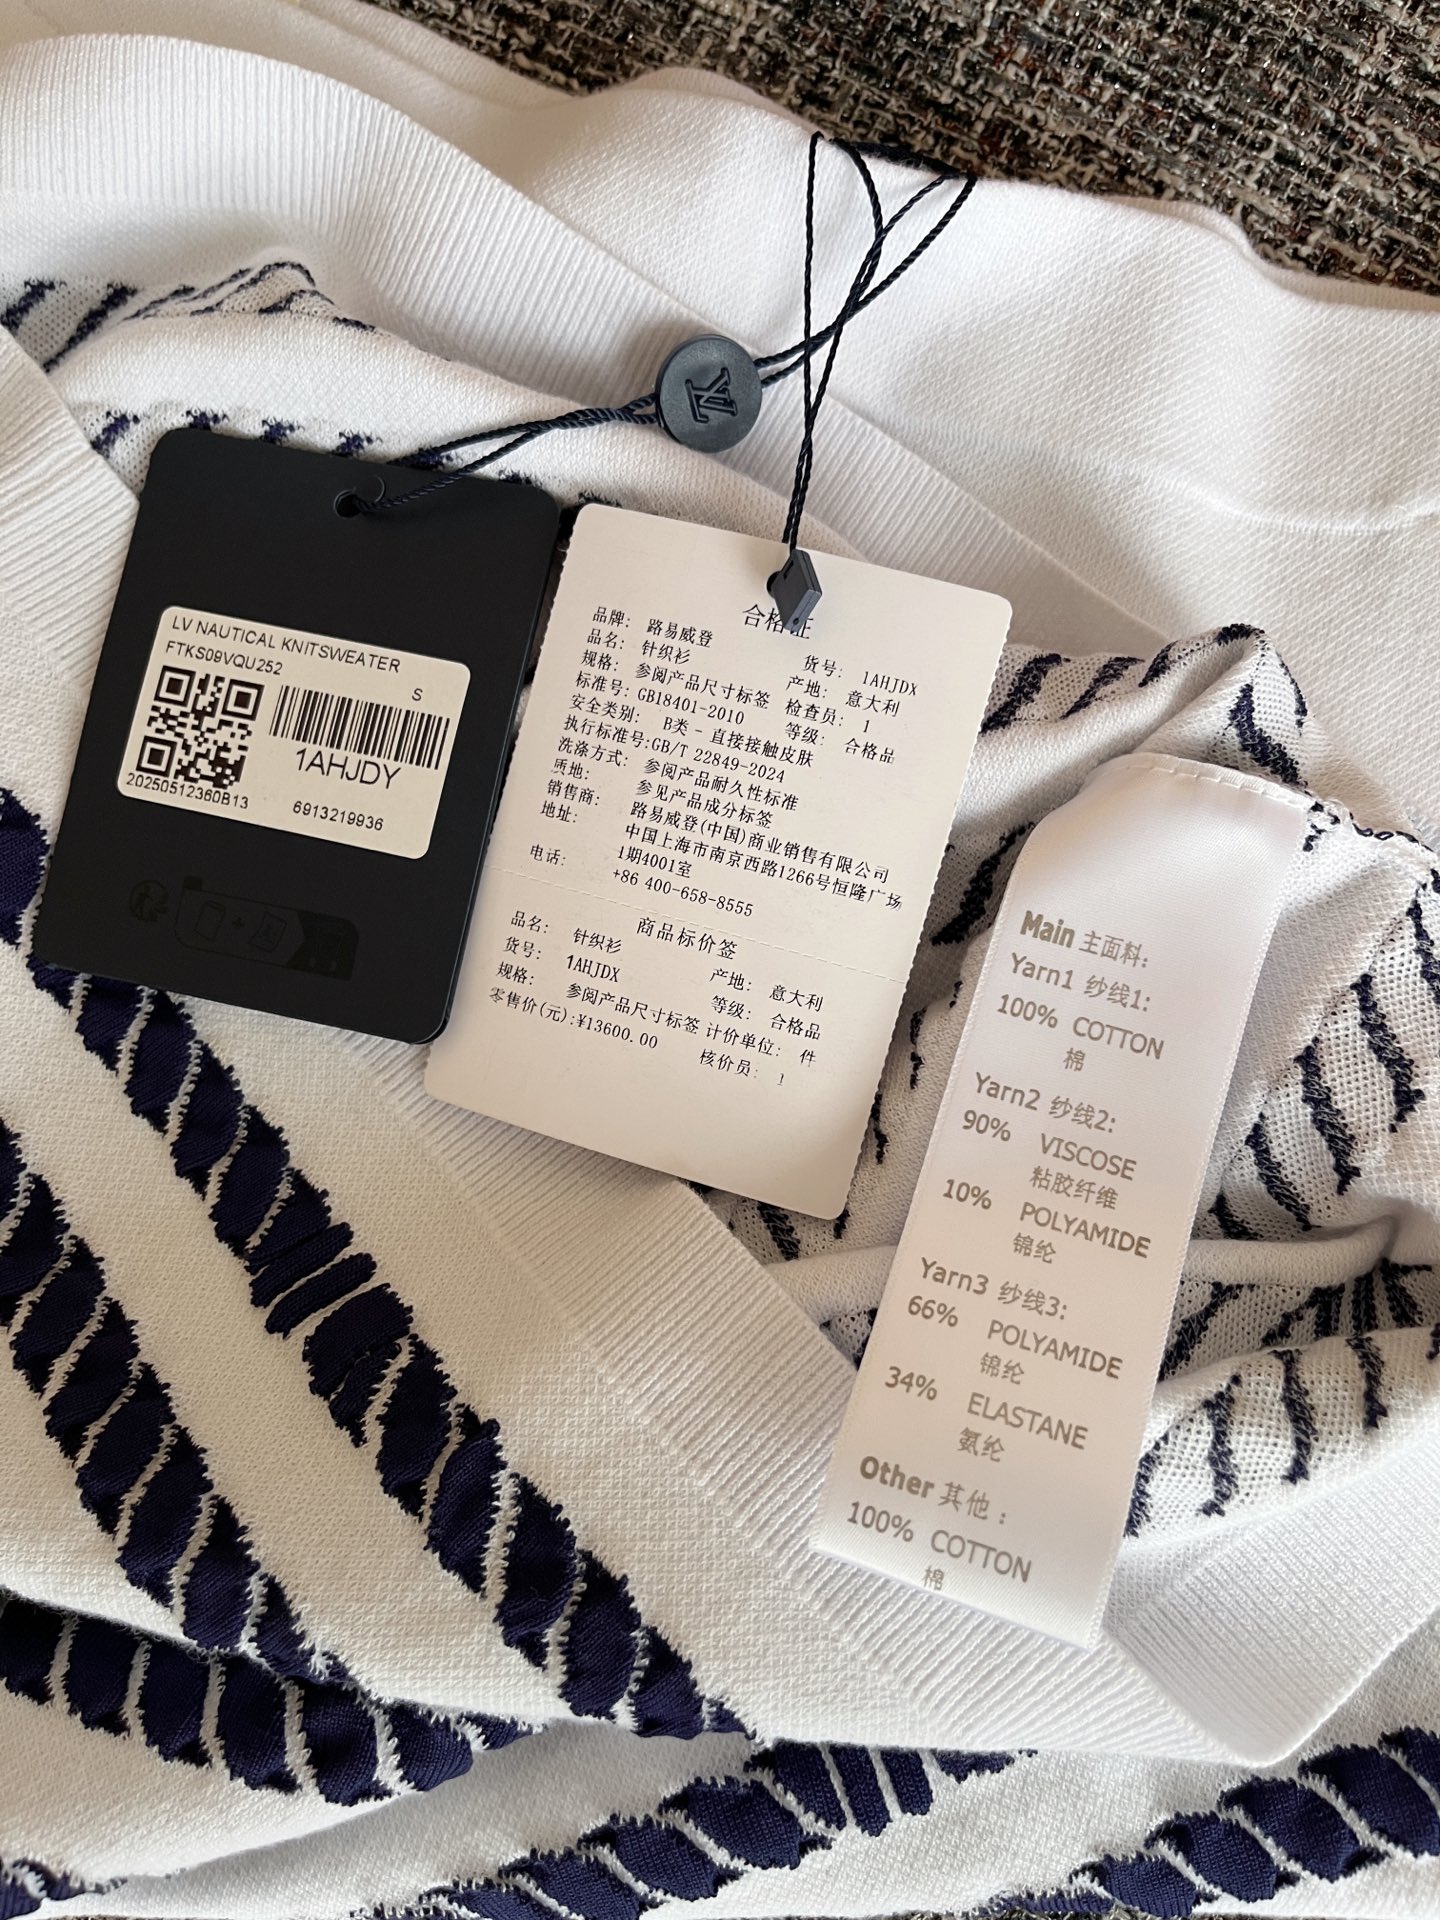 LV NAUTICAL KNITSWEATER
FTKS09VQU252
S
1AHJDY
20250512360B13
6913219936
合格证
品牌: 路易威登
品名: 针织衫 货号: 1AHJDX
规格: 参阅产品尺寸标签 产地: 意大利
标准号: GB18401-2010 检查员: 1
安全类别: B类 - 直接接触皮肤 等级: 合格品
执行标准号:GB/T 22849-2024
洗涤方式: 参阅产品耐久性标准
质地: 参见产品成分标签
销售商: 路易威登(中国)商业销售有限公司
地址: 中国上海市南京西路1266号恒隆广场
1期4001室
电话: +86 400-658-8555
商品标价签
品名: 针织衫 产地: 意大利
货号: 1AHJDX 等级: 合格品
规格: 参阅产品尺寸标签 计价单位: 件
零售价(元):¥13600.00 核价员: 1
Main 主面料:
Yarn1 纱线1:
100% COTTON
棉
Yarn2 纱线2:
90% VISCOSE
粘胶纤维
10% POLYAMIDE
锦纶
Yarn3 纱线3:
66% POLYAMIDE
锦纶
34% ELASTANE
氨纶
Other 其他 :
100% COTTON
棉
LV